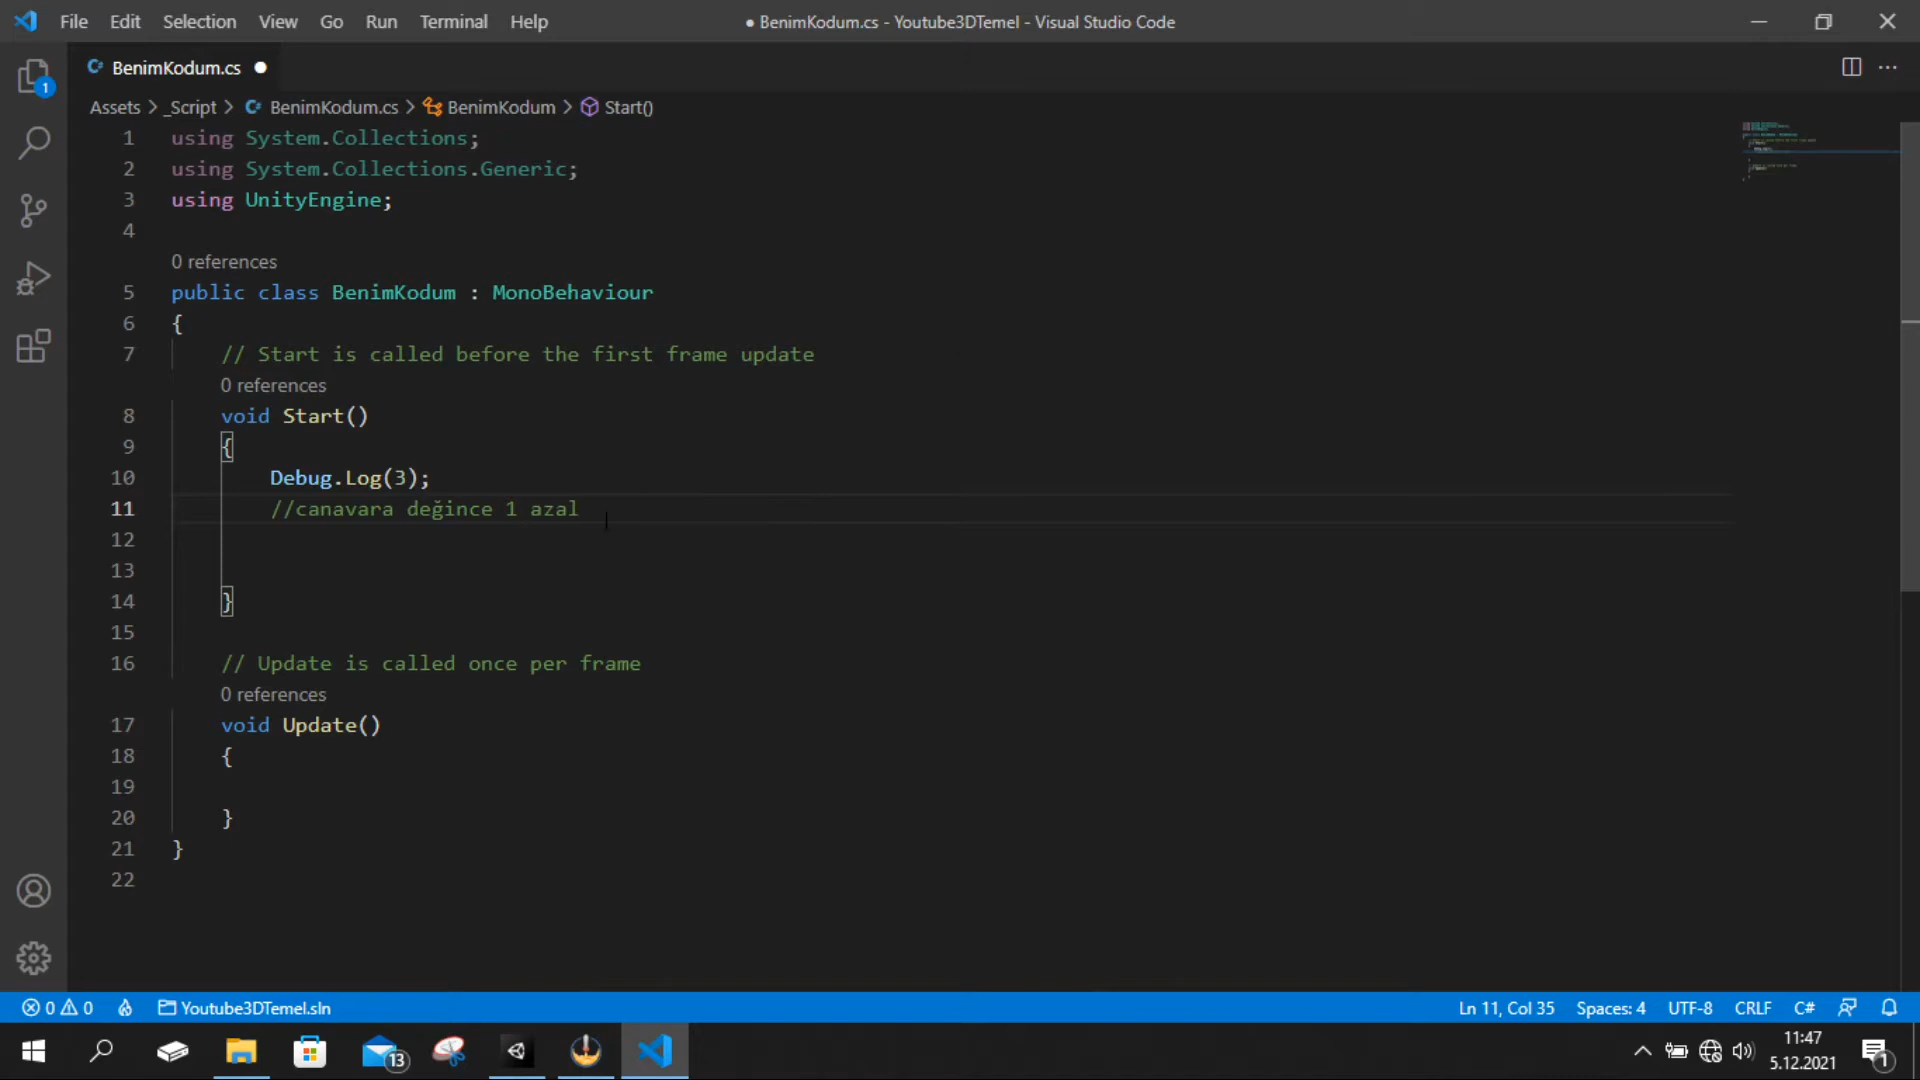 File Edit Selection View Go Run Terminal Help
● BenimKodum.cs - Youtube3DTemel - Visual Studio Code
BenimKodum.cs ●
1
Assets > _Script > BenimKodum.cs > BenimKodum > Start()
1 using System.Collections;
2 using System.Collections.Generic;
3 using UnityEngine;
4
0 references
5 public class BenimKodum : MonoBehaviour
6 {
7 // Start is called before the first frame update
0 references
8 void Start()
9 {
10 Debug.Log(3);
11 //canavara değince 1 azal
12
13
14 }
15
16 // Update is called once per frame
0 references
17 void Update()
18 {
19
20 }
21 }
22
0 0 Youtube3DTemel.sln
Ln 11, Col 35 Spaces: 4 UTF-8 CRLF C#
13
11:47
5.12.2021
1